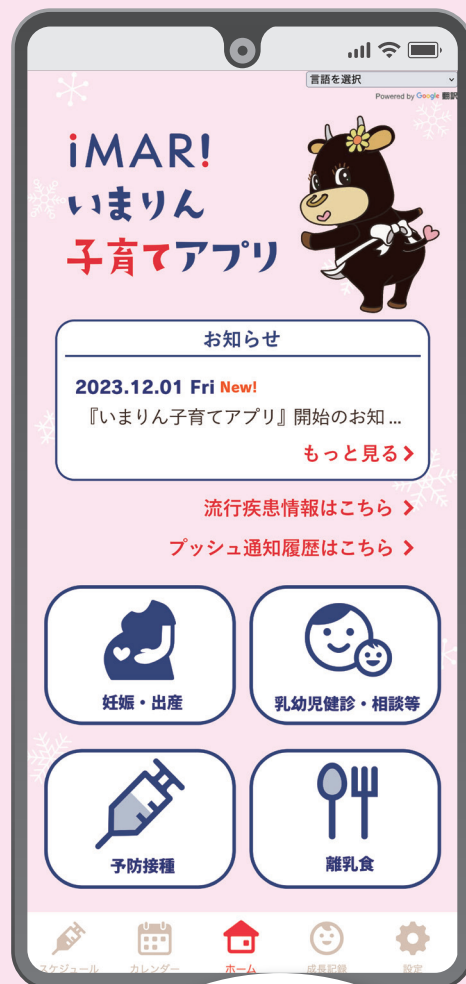 言語を選択
Powered by Google 翻訳
iMARI
いまりん
子育てアプリ
お知らせ
2023.12.01 Fri New!
『いまりん子育てアプリ』開始のお知...
もっと見る
流行疾患情報はこちら
プッシュ通知履歴はこちら
妊娠・出産
乳幼児健診・相談等
予防接種
離乳食
スケジュール
カレンダー
ホーム
成長記録
設定